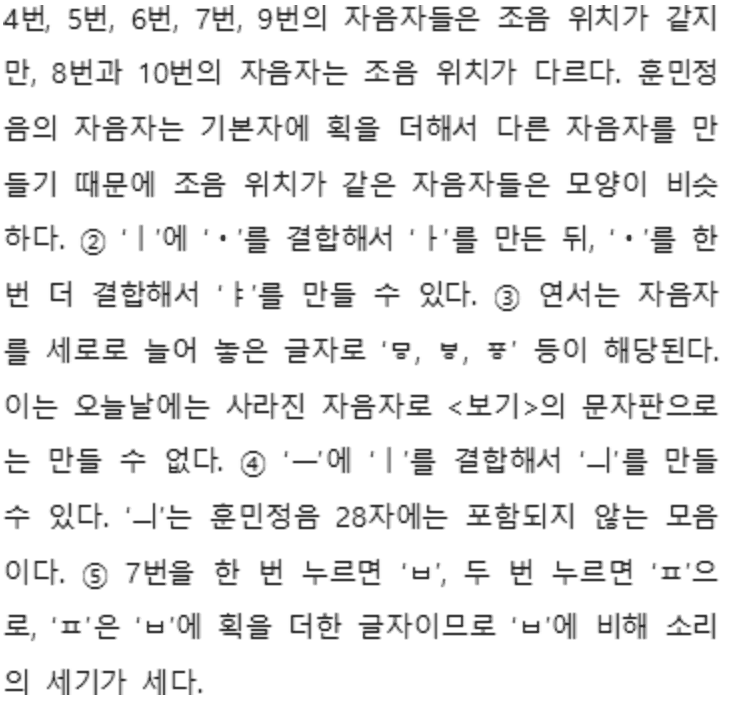 4번, 5번, 6번, 7번, 9번의 자음자들은 조음 위치가 같지
만, 8번과 10번의 자음자는 조음 위치가 다르다. 훈민정
음의 자음자는 기본자에 획을 더해서 다른 자음자를 만
들기 때문에 조음 위치가 같은 자음자들은 모양이 비슷
하다. ② ‘ㅣ’에 ‘·’를 결합해서 ‘ㅏ’를 만든 뒤, ‘·’를 한
번 더 결합해서 ‘ㅑ’를 만들 수 있다. ③ 연서는 자음자
를 세로로 늘어 놓은 글자로 ‘ㅱ, ㅸ, ㆄ’ 등이 해당된다.
이는 오늘날에는 사라진 자음자로 <보기>의 문자판으로
는 만들 수 없다. ④ ‘ㅡ’에 ‘ㅣ’를 결합해서 ‘ㅢ’를 만들
수 있다. ‘ㅢ’는 훈민정음 28자에는 포함되지 않는 모음
이다. ⑤ 7번을 한 번 누르면 ‘ㅂ’, 두 번 누르면 ‘ㅍ’으
로, ‘ㅍ’은 ‘ㅂ’에 획을 더한 글자이므로 ‘ㅂ’에 비해 소리
의 세기가 세다.